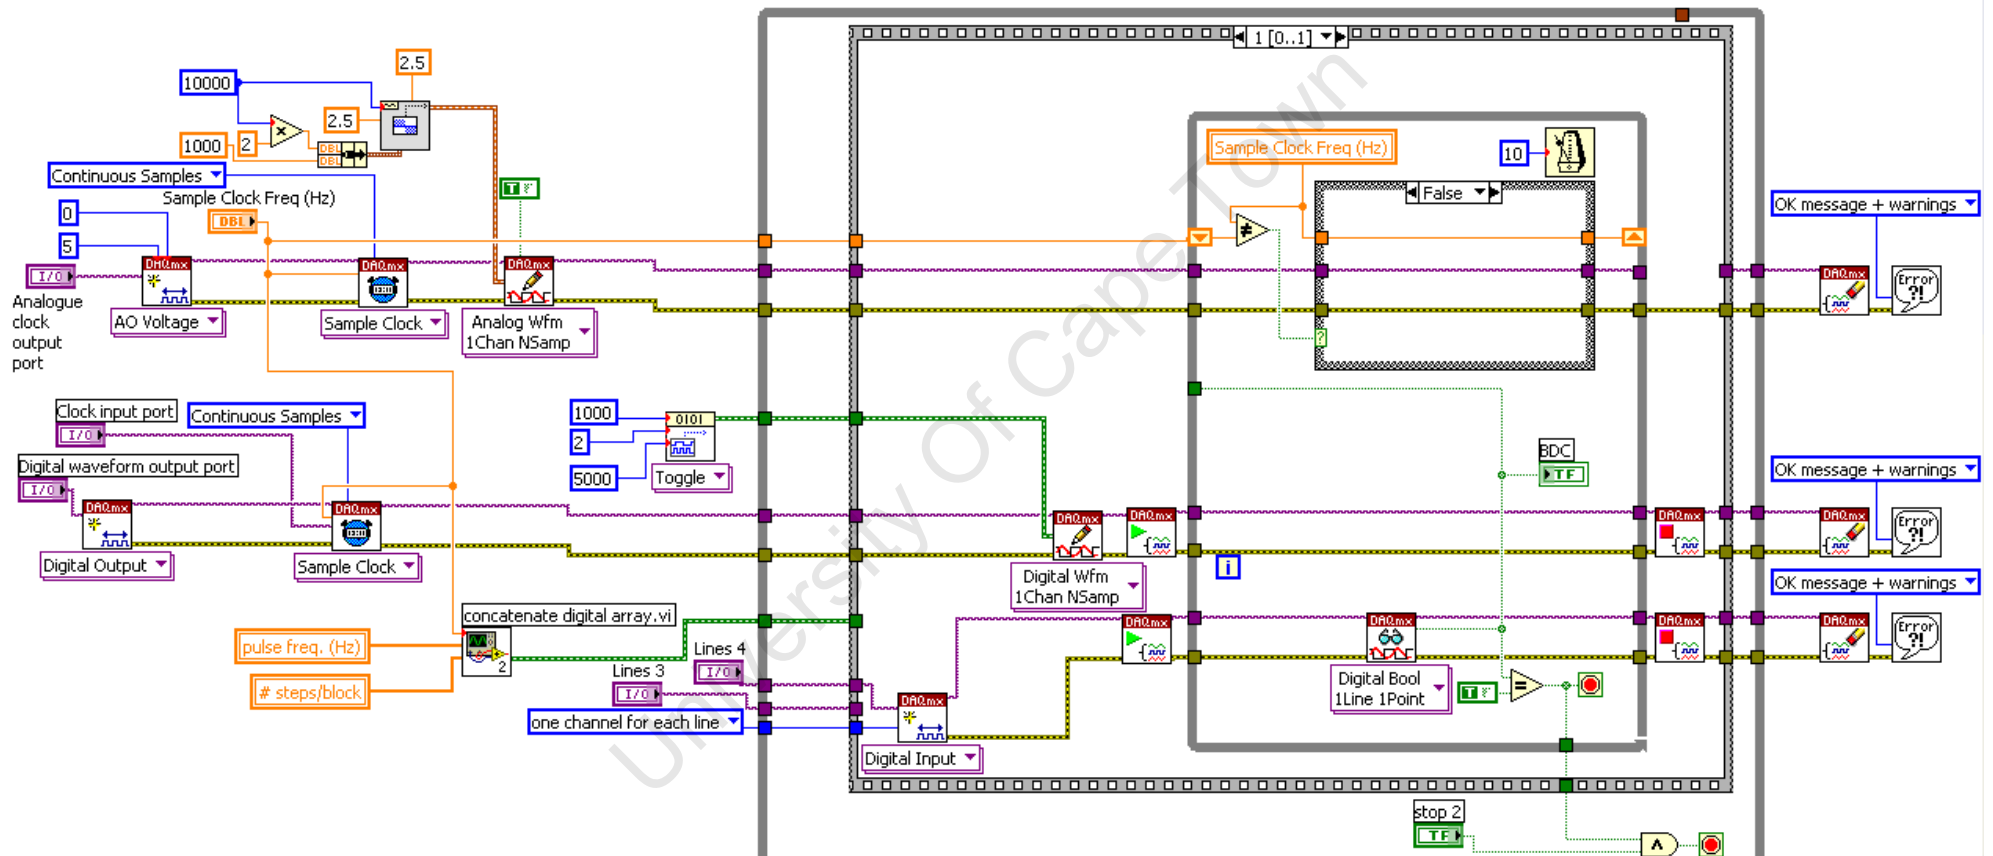 1 [0..1]
2.5
10000
2.5
x
1000
2
DBL
DBL
Continuous Samples
Sample Clock Freq (Hz)
DBL
0
5
I/O
Analogue
clock
output
port
DAQmx
AO Voltage
DAQmx
Sample Clock
T
DAQmx
Analog Wfm
1Chan NSamp
Sample Clock Freq (Hz)
10
False
≠
?
OK message + warnings
DAQmx
Error
?!
Clock input port
I/O
Continuous Samples
Digital waveform output port
I/O
DAQmx
Digital Output
DAQmx
Sample Clock
1000
2
5000
0101
Toggle
BDC
TF
DAQmx
Digital Wfm
1Chan NSamp
DAQmx
i
DAQmx
OK message + warnings
DAQmx
Error
?!
concatenate digital array.vi
2
pulse freq. (Hz)
# steps/block
Lines 4
I/O
Lines 3
I/O
one channel for each line
DAQmx
Digital Input
DAQmx
DAQmx
Digital Bool
1Line 1Point
T
=
DAQmx
OK message + warnings
DAQmx
Error
?!
stop 2
TF
∧
University Of Cape Town